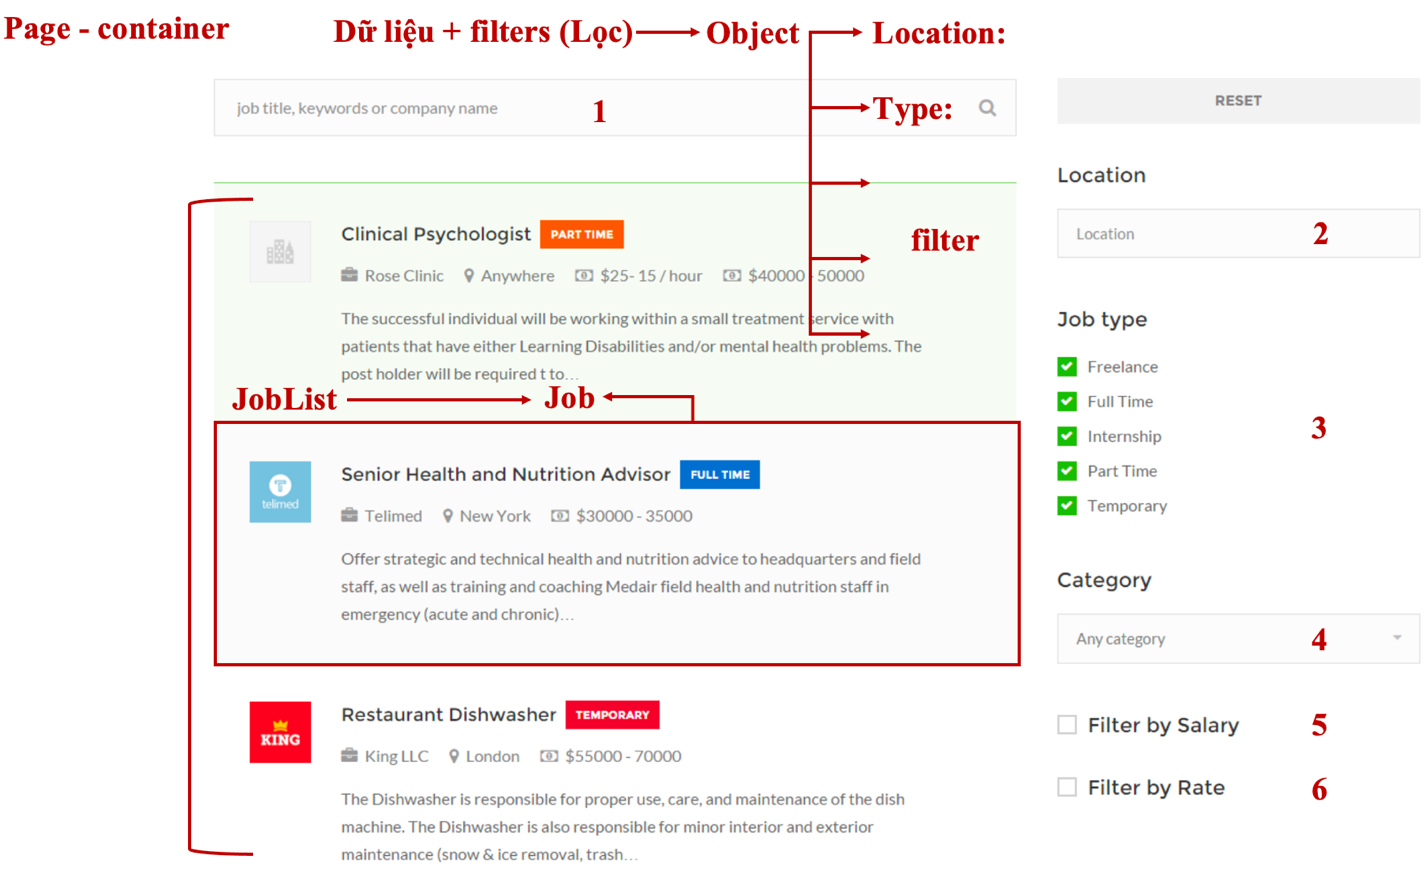 Page - container
Dữ liệu + filters (Lọc)
Object
Location:
job title, keywords or company name
1
Type:
RESET
Location
Location
2
filter
Clinical Psychologist
PART TIME
Rose Clinic
Anywhere
$25- 15 / hour
$40000 - 50000
The successful individual will be working within a small treatment service with
patients that have either Learning Disabilities and/or mental health problems. The
post holder will be required t to...
Job type
Freelance
Full Time
Internship
Part Time
Temporary
3
JobList
Job
telimed
Senior Health and Nutrition Advisor
FULL TIME
Telimed
New York
$30000 - 35000
Offer strategic and technical health and nutrition advice to headquarters and field
staff, as well as training and coaching Medair field health and nutrition staff in
emergency (acute and chronic)...
Category
Any category
4
KING
Restaurant Dishwasher
TEMPORARY
King LLC
London
$55000 - 70000
The Dishwasher is responsible for proper use, care, and maintenance of the dish
machine. The Dishwasher is also responsible for minor interior and exterior
maintenance (snow & ice removal, trash...
Filter by Salary
5
Filter by Rate
6